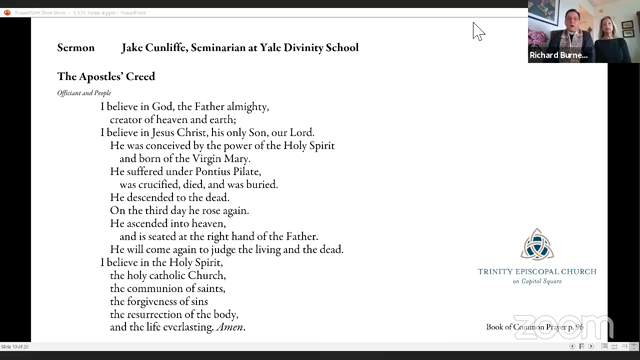 Sermon Jake Cunliffe, Seminarian at Yale Divinity School
The Apostles' Creed
Officiant and People
I believe in God, the Father almighty,
creator of heaven and earth;
I believe in Jesus Christ, his only Son, our Lord.
He was conceived by the power of the Holy Spirit
and born of the Virgin Mary.
He suffered under Pontius Pilate,
was crucified, died, and was buried.
He descended to the dead.
On the third day he rose again.
He ascended into heaven,
and is seated at the right hand of the Father.
He will come again to judge the living and the dead.
I believe in the Holy Spirit,
the holy catholic Church,
the communion of saints,
the forgiveness of sins
the resurrection of the body,
and the life everlasting. Amen.
Richard Burne...
TRINITY EPISCOPAL CHURCH
on Capitol Square
Book of Common Prayer p. 96
zoom